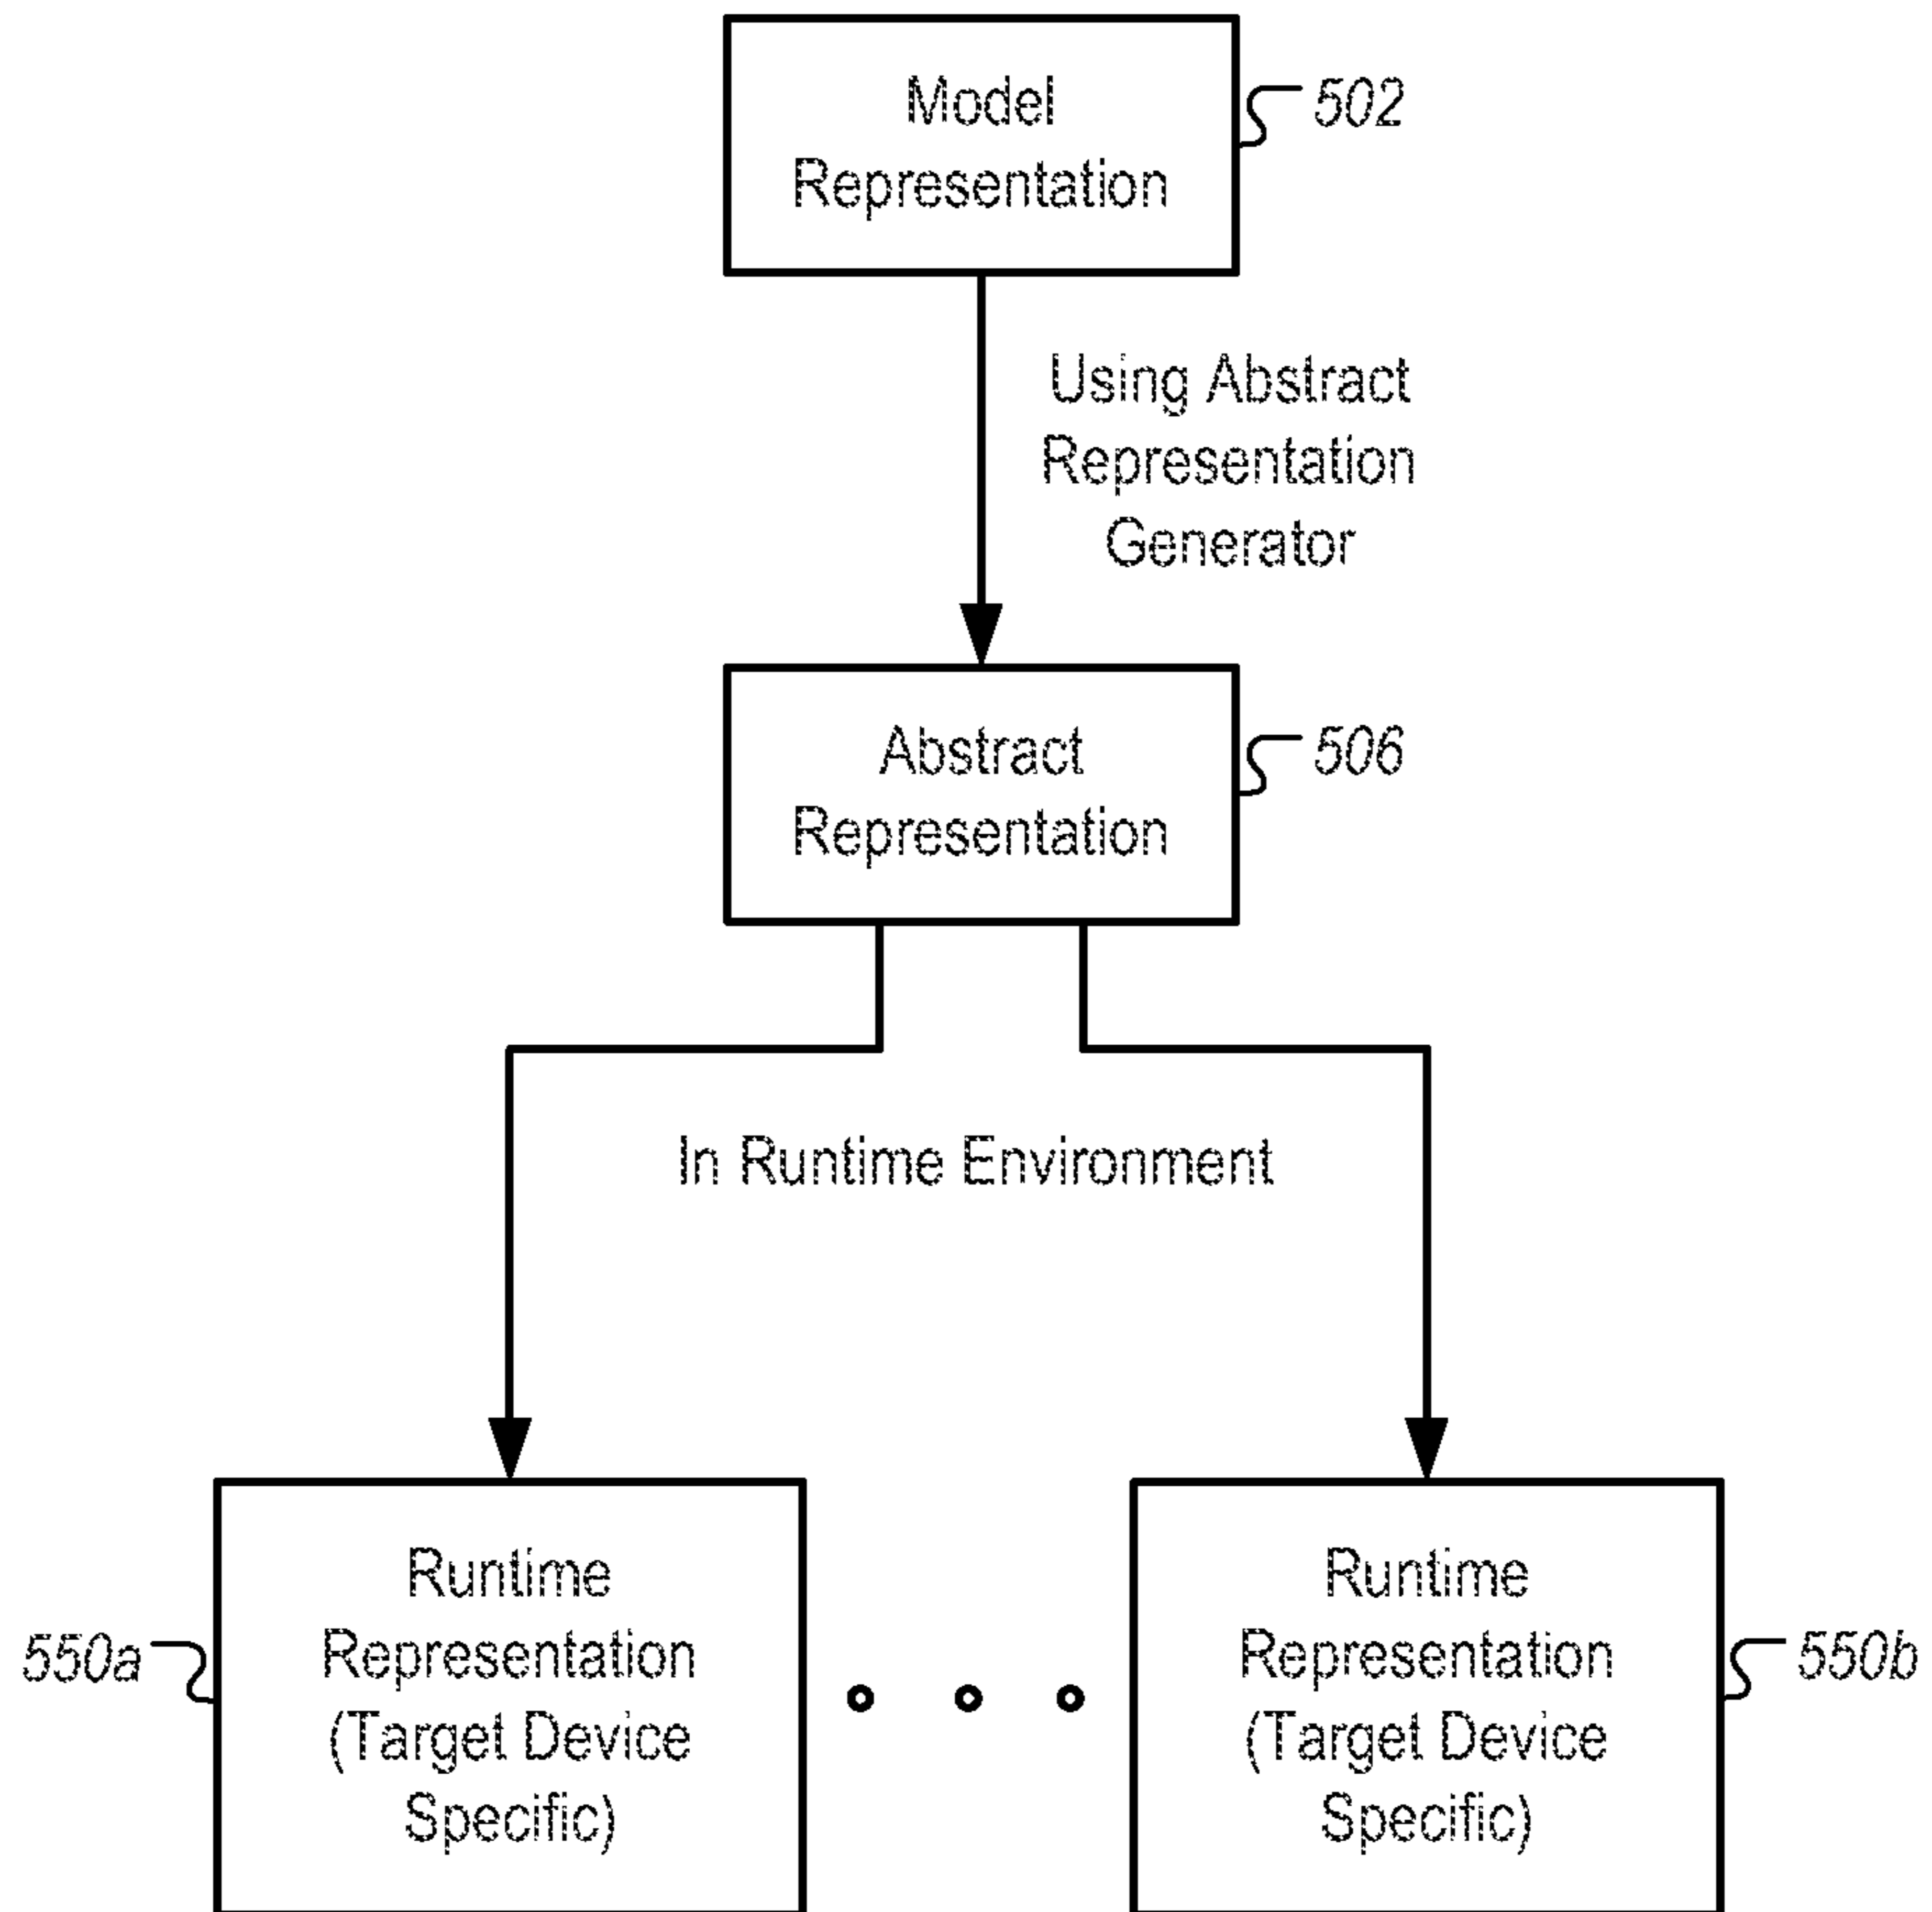 Model
Representation
502
Using Abstract
Representation
Generator
Abstract
Representation
506
In Runtime Environment
Runtime
Representation
(Target Device
Specific)
550a
Runtime
Representation
(Target Device
Specific)
550b